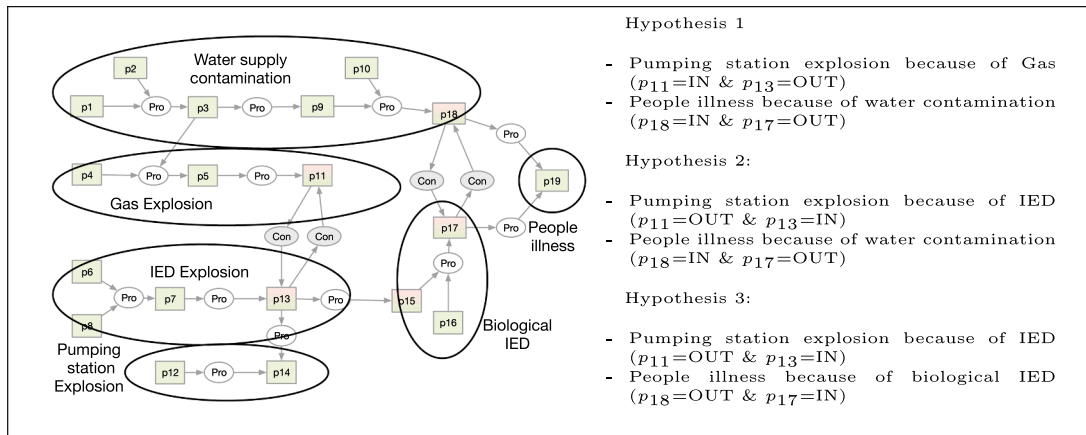 Water supply
contamination
p2
p10
p1
Pro
p3
Pro
p9
Pro
p18
Pro
p4
Pro
p5
Pro
p11
Con
Con
p19
Gas Explosion
People
illness
Con
Con
p17
Pro
p6
IED Explosion
Pro
p7
Pro
p13
Pro
p15
Pro
p8
p16
Biological
IED
Pumping
station
Explosion
Pro
p12
Pro
p14
Hypothesis 1
- Pumping station explosion because of Gas
(p11=IN & p13=OUT)
- People illness because of water contamination
(p18=IN & p17=OUT)
Hypothesis 2:
- Pumping station explosion because of IED
(p11=OUT & p13=IN)
- People illness because of water contamination
(p18=IN & p17=OUT)
Hypothesis 3:
- Pumping station explosion because of IED
(p11=OUT & p13=IN)
- People illness because of biological IED
(p18=OUT & p17=IN)